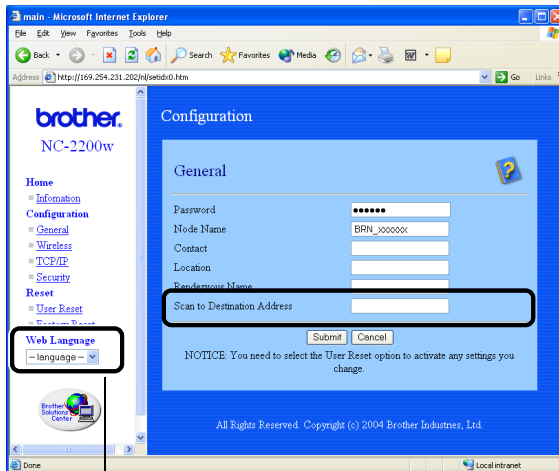 main - Microsoft Internet Explorer
File Edit View Favorites Tools Help
Back Search Favorites Media
Address http://169.254.231.202/nl/setidx0.htm Go Links
brother.
NC-2200w
Home
Infomation
Configuration
General
Wireless
TCP/IP
Security
Reset
User Reset
Factory Reset
Web Language
-- language --
Brother Solutions Center
Configuration
General
Password ••••••
Node Name BRN_xxxxxx
Contact
Location
Rendezvous Name
Scan to Destination Address
Submit Cancel
NOTICE: You need to select the User Reset option to activate any settings you
change.
All Rights Reserved. Copyright (c) 2004 Brother Industries, Ltd.
Done Local intranet